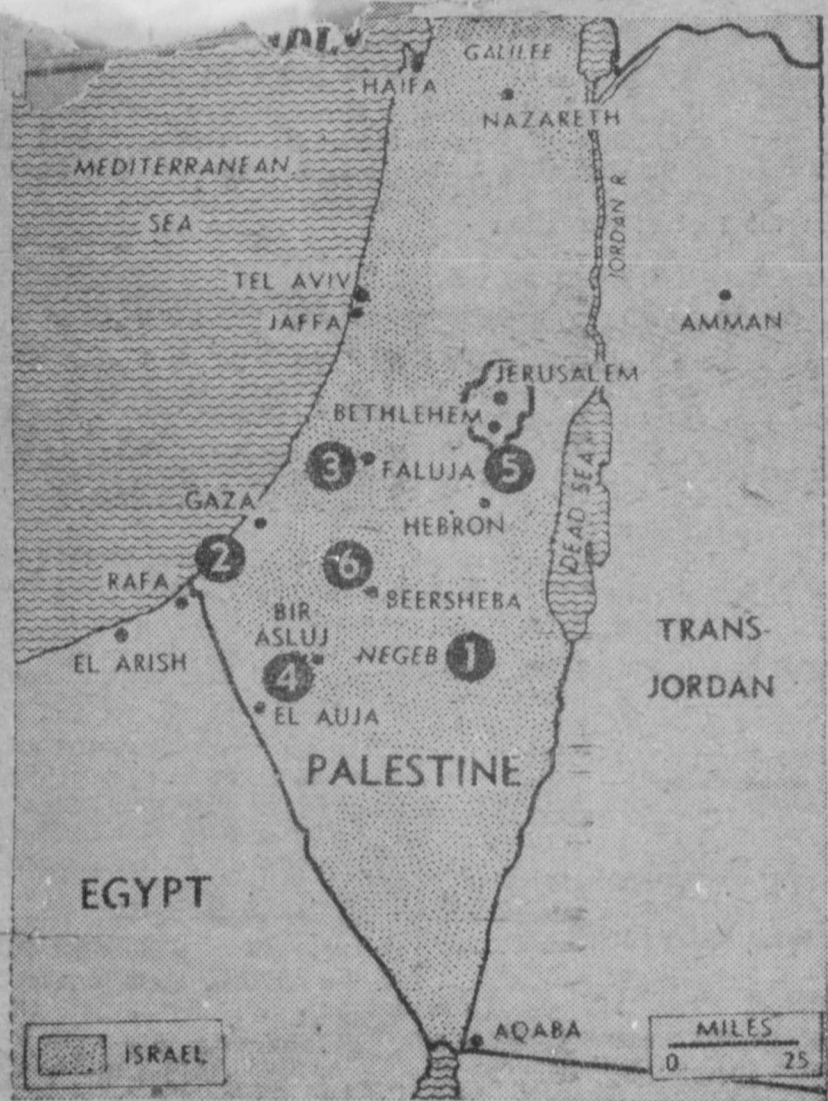 GALILEE
HAIFA
NAZARETH
MEDITERRANEAN
SEA
JORDAN R.
TEL AVIV
JAFFA
AMMAN
JERUSALEM
BETHLEHEM
3
FALUJA
5
DEAD SEA
GAZA
HEBRON
2
6
RAFA
BEERSHEBA
BIR
ASLUJ
EL ARISH
NEGEB
1
4
TRANS-
JORDAN
EL AUJA
PALESTINE
EGYPT
AQABA
ISRAEL
MILES
0 25